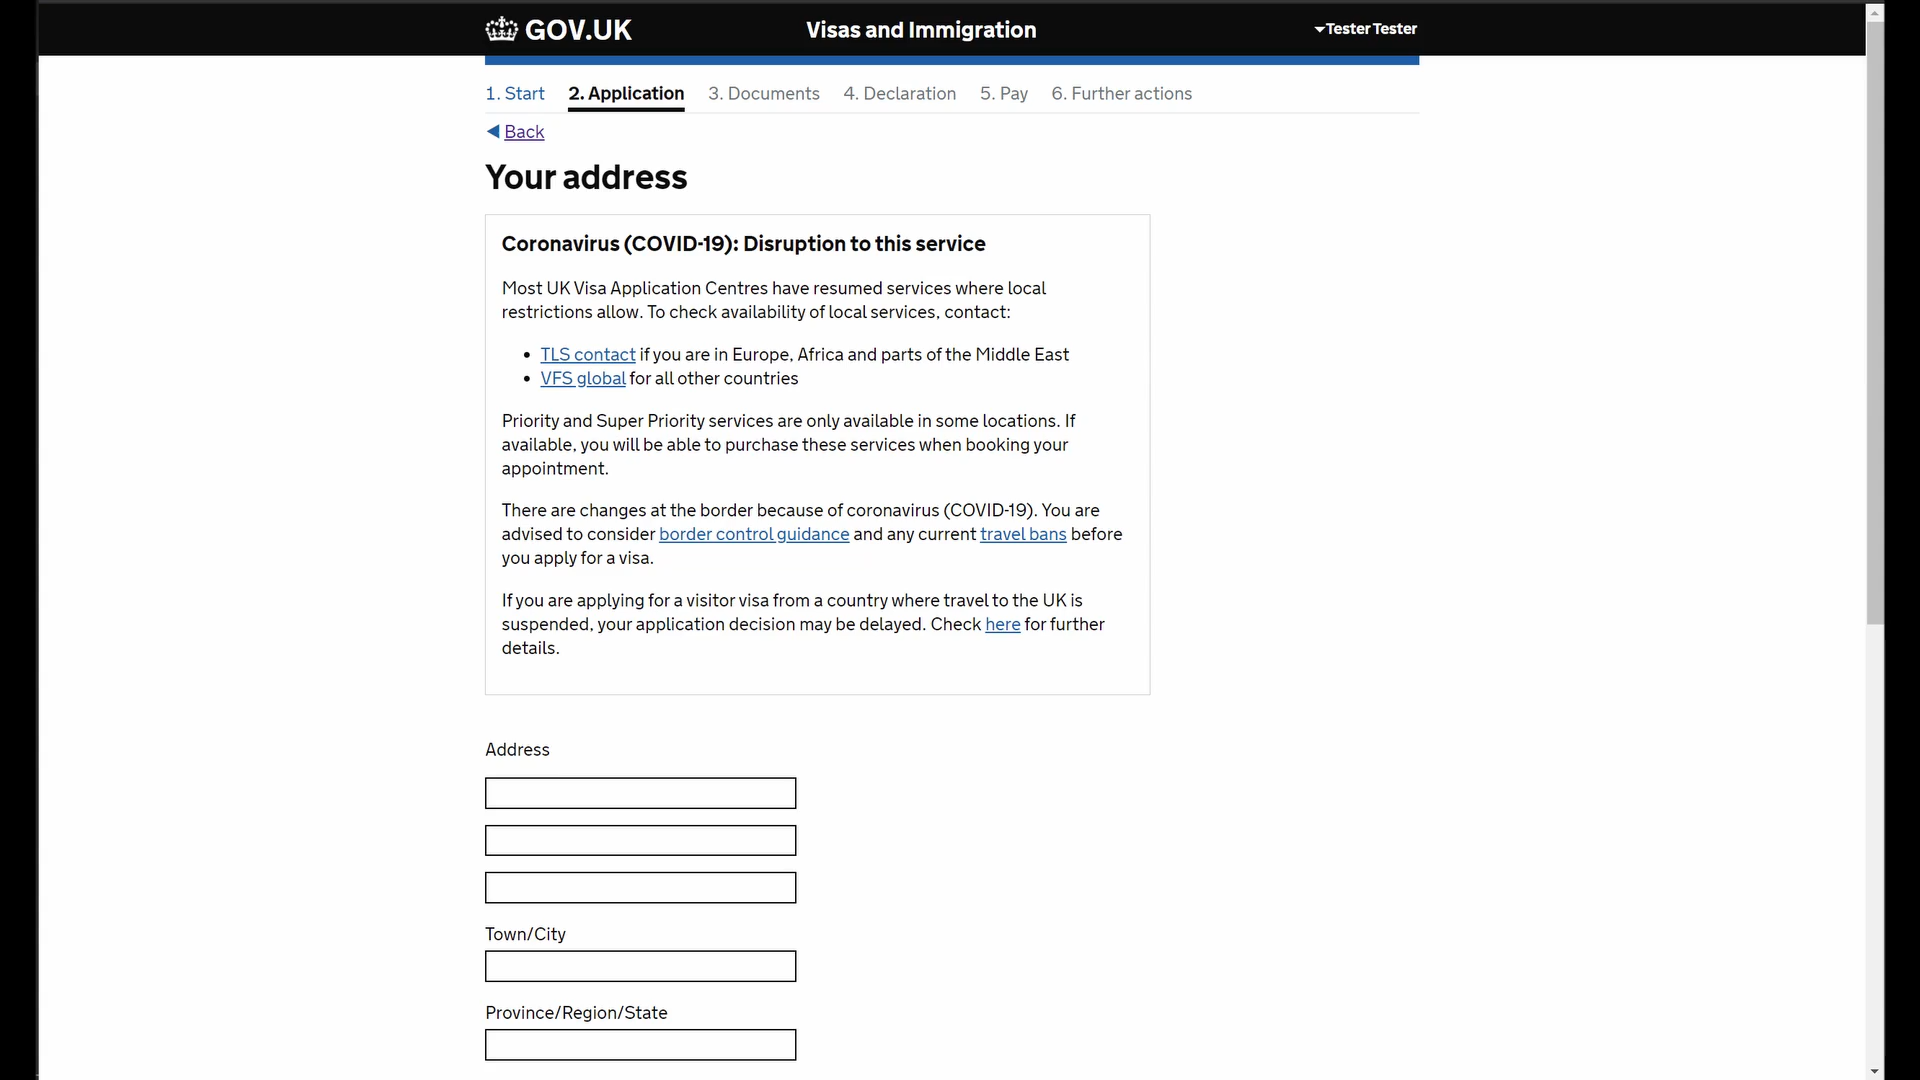 GOV.UK
Visas and Immigration
Tester Tester
1. Start
2. Application
3. Documents
4. Declaration
5. Pay
6. Further actions
Back
Your address
Coronavirus (COVID-19): Disruption to this service
Most UK Visa Application Centres have resumed services where local
restrictions allow. To check availability of local services, contact:
• TLS contact if you are in Europe, Africa and parts of the Middle East
• VFS global for all other countries
Priority and Super Priority services are only available in some locations. If
available, you will be able to purchase these services when booking your
appointment.
There are changes at the border because of coronavirus (COVID-19). You are
advised to consider border control guidance and any current travel bans before
you apply for a visa.
If you are applying for a visitor visa from a country where travel to the UK is
suspended, your application decision may be delayed. Check here for further
details.
Address
Town/City
Province/Region/State